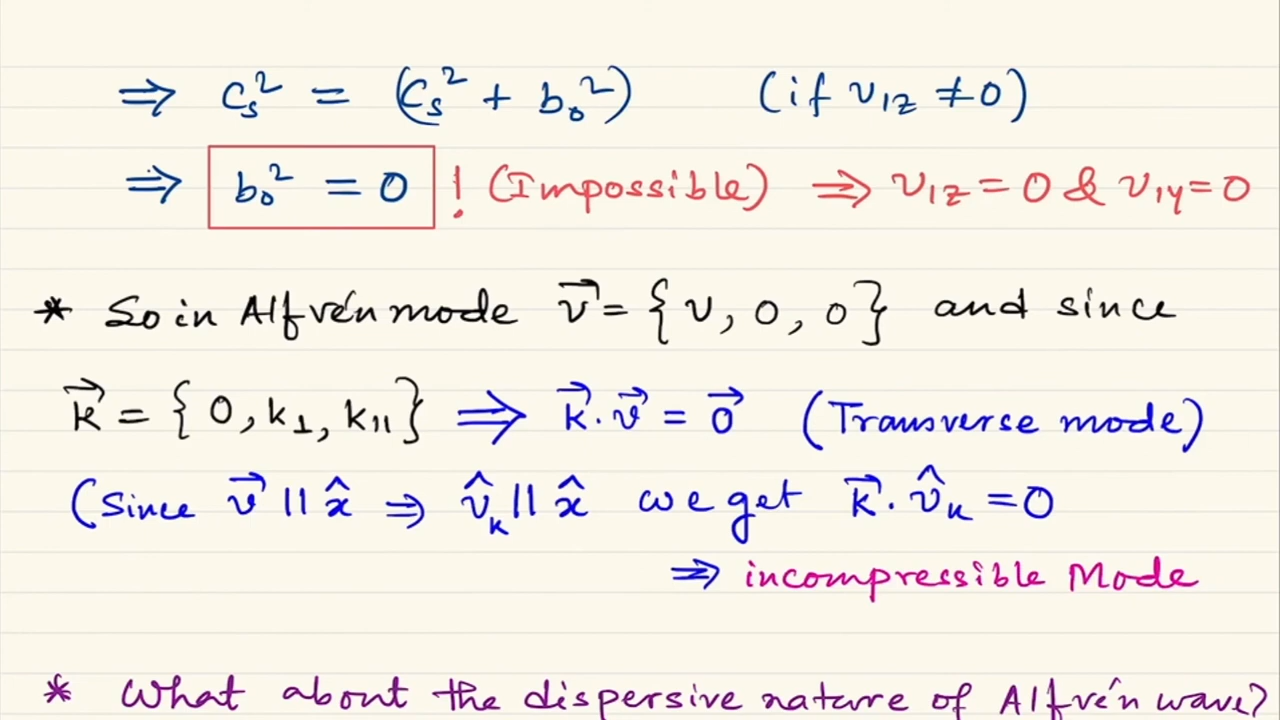 ⇒ Cₛ² = (Cₛ² + b₀²) (if v₁z ≠ 0)
⇒ b₀² = 0 ! (Impossible) ⇒ v₁z = 0 & v₁y = 0
* So in Alfvén mode v⃗ = {v, 0, 0} and since
k⃗ = {0, k⊥, k∥} ⇒ k⃗ · v⃗ = 0⃗ (Transverse mode)
(Since v⃗ ∥ x̂ ⇒ v̂ₖ ∥ x̂ we get k⃗ · v̂ₖ = 0
⇒ incompressible Mode
* What about the dispersive nature of Alfvén wave?